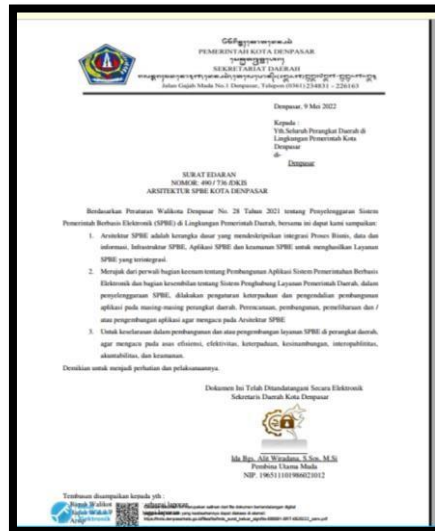 PEMERINTAH KOTA DENPASAR
SEKRETARIAT DAERAH
Jalan Gajah Mada No.1 Denpasar, Telepon (0361) 234831 - 226163
Denpasar, 9 Mei 2022
Kepada :
Yth.Seluruh Perangkat Daerah di
Lingkungan Pemerintah Kota
Denpasar
di-
Denpasar
SURAT EDARAN
NOMOR: 490 / 736 /DKIS
ARSITEKTUR SPBE KOTA DENPASAR
Berdasarkan Peraturan Walikota Denpasar No. 28 Tahun 2021 tentang Penyelenggaran Sistem
Pemerintah Berbasis Elektronik (SPBE) di Lingkungan Pemerintah Daerah, bersama ini dapat kami sampaikan:
1. Arsitektur SPBE adalah kerangka dasar yang mendeskripsikan integrasi Proses Bisnis, data dan
informasi, Infrastruktur SPBE, Aplikasi SPBE dan keamanan SPBE untuk menghasilkan Layanan
SPBE yang terintegrasi.
2. Merujuk dari perwali bagian keenam tentang Pembangunan Aplikasi Sistem Pemerintahan Berbasis
Elektronik dan bagian kesembilan tentang Sistem Penghubung Layanan Pemerintah Daerah, dalam
penyelenggaraan SPBE, dilakukan pengaturan keterpaduan dan pengendalian pembangunan
aplikasi pada masing-masing perangkat daerah. Perencanaan, pembangunan, pemeliharaan dan /
atau pengembangan aplikasi agar mengacu pada Arsitektur SPBE
3. Untuk keselarasan dalam pembangunan dan atau pengembangan layanan SPBE di perangkat daerah,
agar mengacu pada asas efisiensi, efektivitas, keterpaduan, kesinambungan, interopabilitas,
akuntabilitas, dan keamanan.
Demikian untuk menjadi perhatian dan pelaksanaannya.
Dokumen Ini Telah Ditandatangani Secara Elektronik
Sekretaris Daerah Kota Denpasar
Ida Bgs. Alit Wiradana, S.Sos, M.Si
Pembina Utama Muda
NIP. 196511101986021012
Tembusan disampaikan kepada yth :